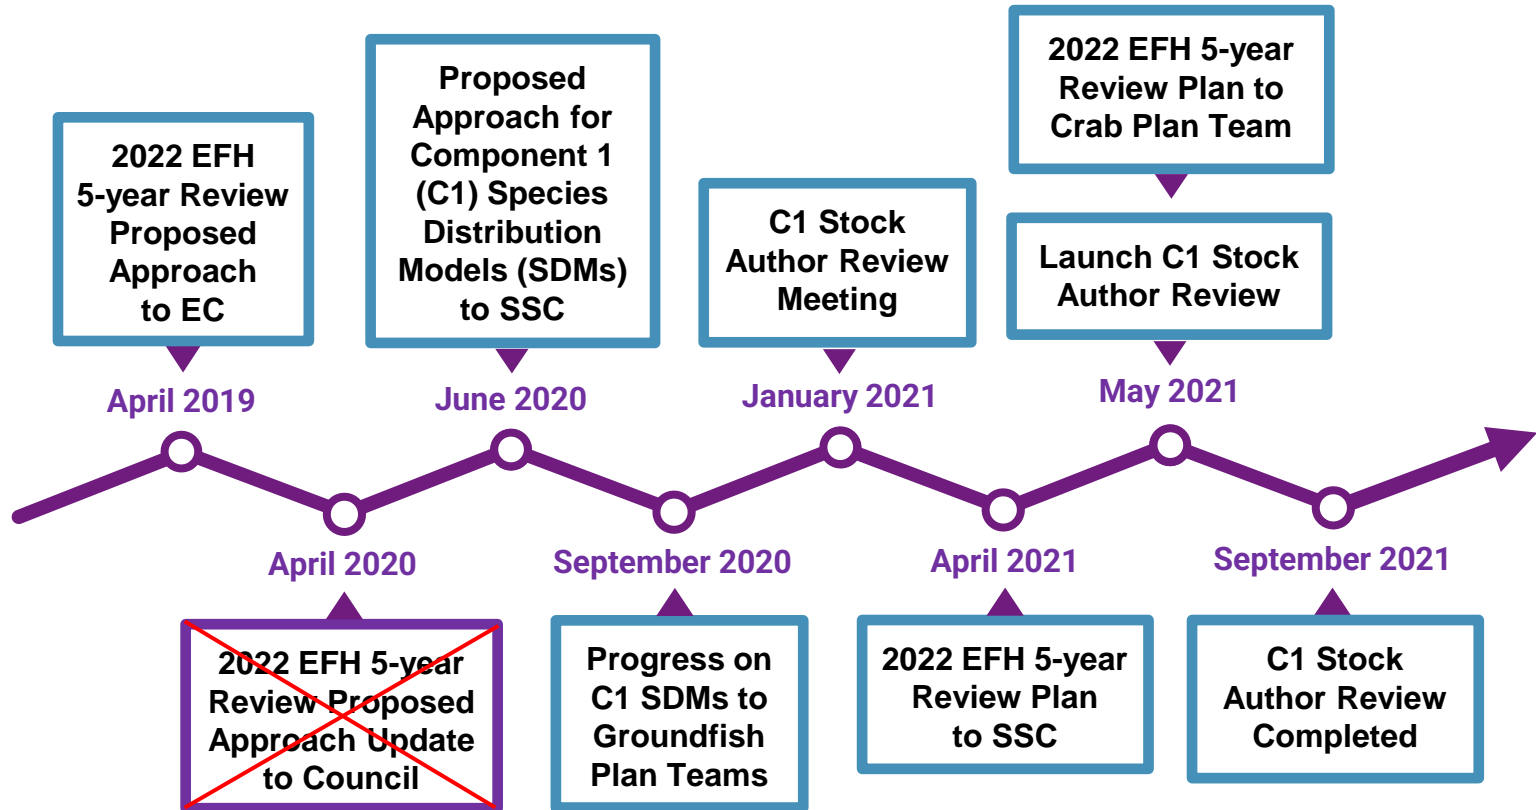 2022 EFH
5-year Review
Proposed
Approach
to EC
April 2019
Proposed
Approach for
Component 1
(C1) Species
Distribution
Models (SDMs)
to SSC
June 2020
C1 Stock
Author Review
Meeting
January 2021
2022 EFH 5-year
Review Plan to
Crab Plan Team
Launch C1 Stock
Author Review
May 2021
April 2020
2022 EFH 5-year
Review Proposed
Approach Update
to Council
September 2020
Progress on
C1 SDMs to
Groundfish
Plan Teams
April 2021
2022 EFH 5-year
Review Plan
to SSC
September 2021
C1 Stock
Author Review
Completed